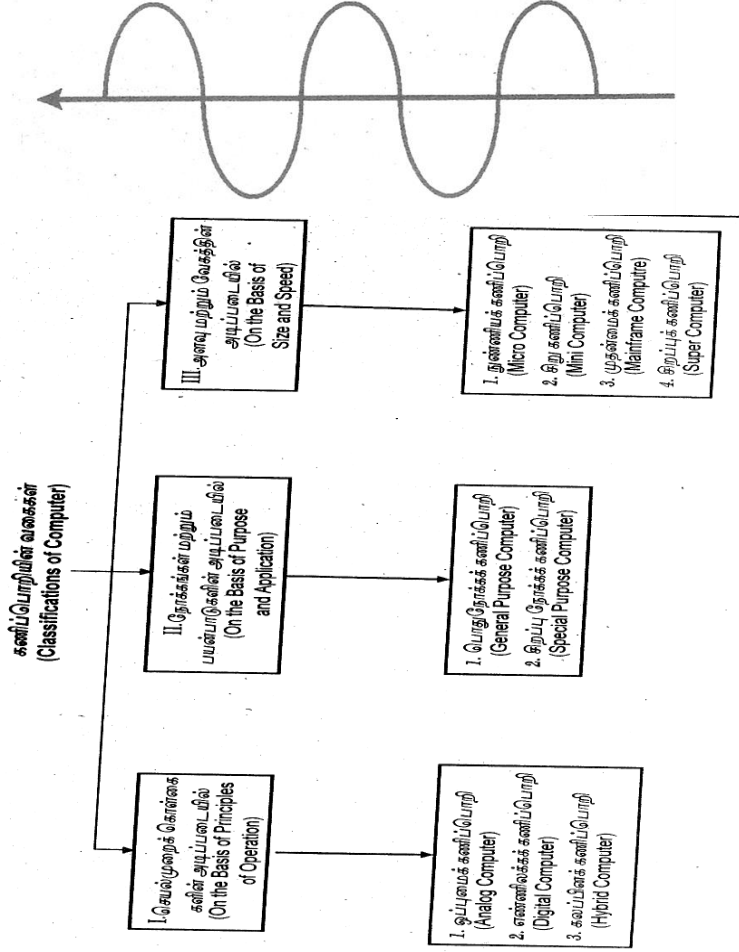 கணிப்பொறியின் வகைகள்
(Classifications of Computer)
I.செயல்முறைக் கொள்கை
களின் அடிப்படையில்
(On the Basis of Principles
of Operation)
II.நோக்கங்கள் மற்றும்
பயன்பாடுகளின் அடிப்படையில்
(On the Basis of Purpose
and Application)
III.அளவு மற்றும் வேகத்தின்
அடிப்படையில்
(On the Basis of
Size and Speed)
1. ஒப்புமைக் கணிப்பொறி
(Analog Computer)
2. எண்ணிலக்கக் கணிப்பொறி
(Digital Computer)
3. கலப்பினக் கணிப்பொறி
(Hybrid Computer)
1. பொதுநோக்கக் கணிப்பொறி
(General Purpose Computer)
2. சிறப்பு நோக்கக் கணிப்பொறி
(Special Purpose Computer)
1. நுண்ணியக் கணிப்பொறி
(Micro Computer)
2. சிறு கணிப்பொறி
(Mini Computer)
3. முதன்மைக் கணிப்பொறி
(Mainframe Computre)
4. சிறப்புக் கணிப்பொறி
(Super Computer)